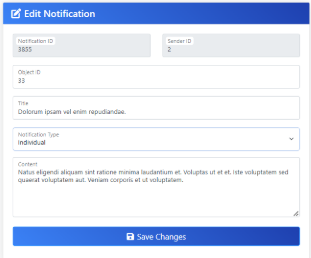 Edit Notification
Notification ID
3855
Sender ID
2
Object ID
33
Title
Dolorum ipsam vel enim repudiandae.
Notification Type
Individual
Content
Natus eligendi aliquam sint ratione minima laudantium et. Voluptas ut et et. Iste voluptatem sed
quaerat voluptatem aut. Veniam corporis et ut voluptatem.
Save Changes